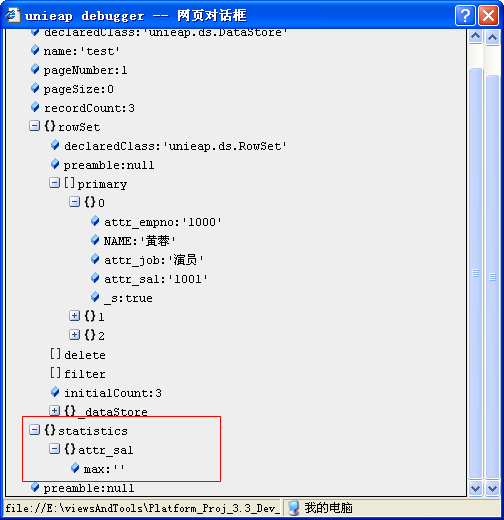 unieap debugger -- 网页对话框
declaredClass:'unieap.ds.DataStore'
name:'test'
pageNumber:1
pageSize:0
recordCount:3
{}rowSet
declaredClass:'unieap.ds.RowSet'
preamble:null
[]primary
{}0
attr_empno:'1000'
NAME:'黄蓉'
attr_job:'演员'
attr_sal:'1001'
_s:true
{}1
{}2
[]delete
[]filter
initialCount:3
{}_dataStore
{}statistics
{}attr_sal
max:''
preamble:null
file://E:\viewsAndTools\Platform_Proj_3.3_Dev_ 我的电脑